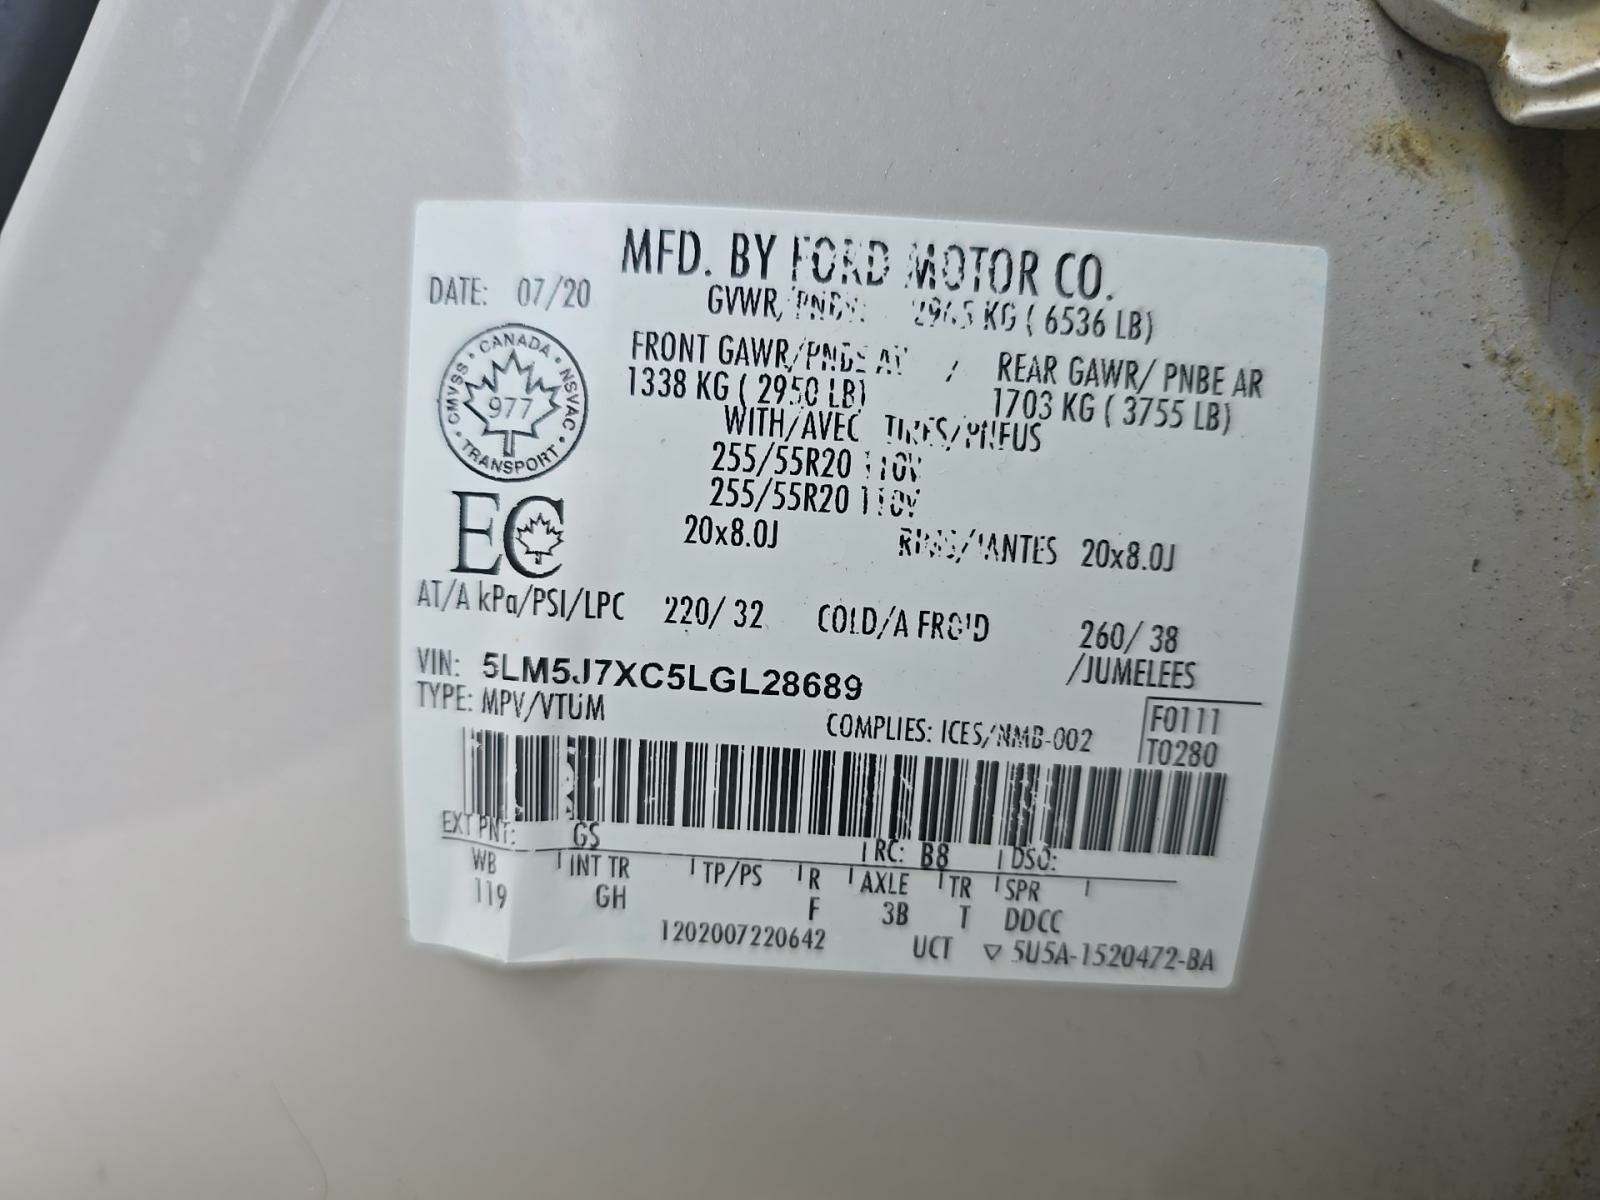 MFD. BY FORD MOTOR CO.
DATE: 07/20
GVWR/PNBV: 2965 KG ( 6536 LB)
FRONT GAWR/PNBE AV / REAR GAWR/ PNBE AR
1338 KG ( 2950 LB) 1703 KG ( 3755 LB)
WITH/AVEC TIRES/PNEUS
255/55R20 110V
255/55R20 110V
20x8.0J RIMS/JANTES 20x8.0J
CANADA
CMVSS NSVAC
977
TRANSPORT
EC
AT/A kPa/PSI/LPC 220/ 32 COLD/A FROID 260/ 38
/JUMELEES
VIN: 5LM5J7XC5LGL28689
TYPE: MPV/VTUM
COMPLIES: ICES/NMB-002
F0111
T0280
EXT PNT: GS RC: B8 DSO:
WB INT TR TP/PS R AXLE TR SPR
119 GH F 3B T DDCC
1202007220642 UCT ▽ 5U5A-1520472-BA